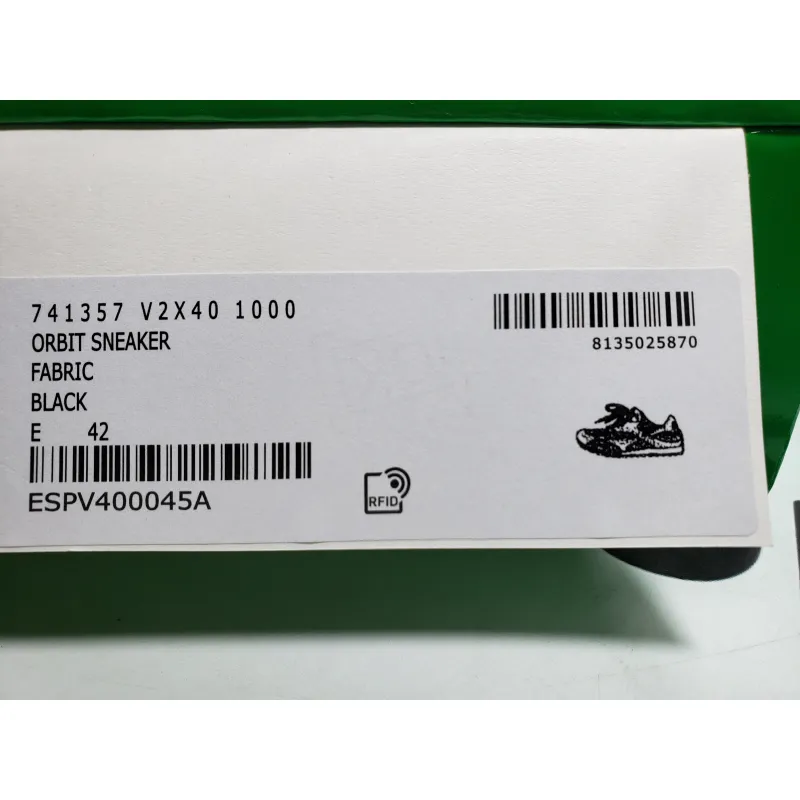 741357 V2X40 1000
ORBIT SNEAKER
FABRIC
BLACK
E 42
ESPV400045A
8135025870
RFID